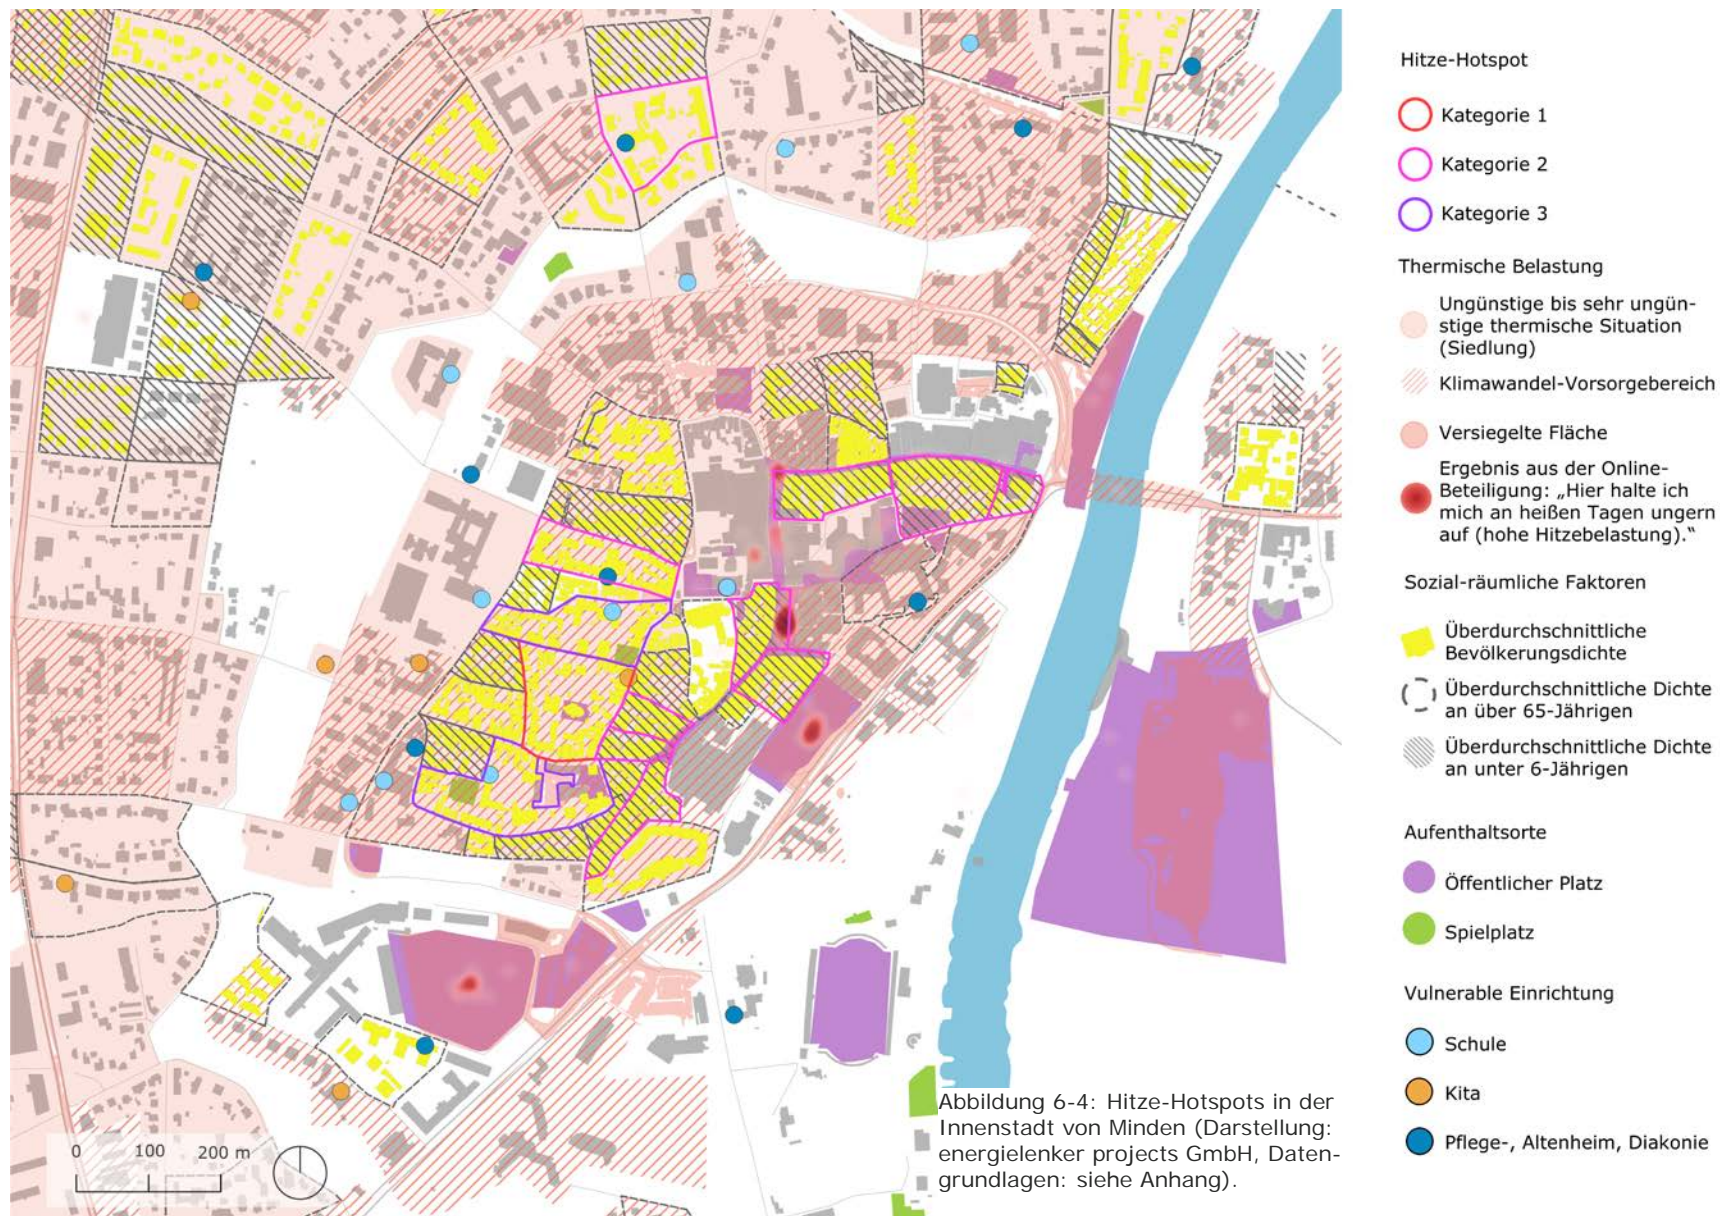 Hitze-Hotspot
Kategorie 1
Kategorie 2
Kategorie 3
Thermische Belastung
Ungünstige bis sehr ungün-
stige thermische Situation
(Siedlung)
Klimawandel-Vorsorgebereich
Versiegelte Fläche
Ergebnis aus der Online-
Beteiligung: „Hier halte ich
mich an heißen Tagen ungern
auf (hohe Hitzebelastung).“
Sozial-räumliche Faktoren
Überdurchschnittliche
Bevölkerungsdichte
Überdurchschnittliche Dichte
an über 65-Jährigen
Überdurchschnittliche Dichte
an unter 6-Jährigen
Aufenthaltsorte
Öffentlicher Platz
Spielplatz
Vulnerable Einrichtung
Schule
Kita
Pflege-, Altenheim, Diakonie
Abbildung 6-4: Hitze-Hotspots in der
Innenstadt von Minden (Darstellung:
energielenker projects GmbH, Daten-
grundlagen: siehe Anhang).
0 100 200 m